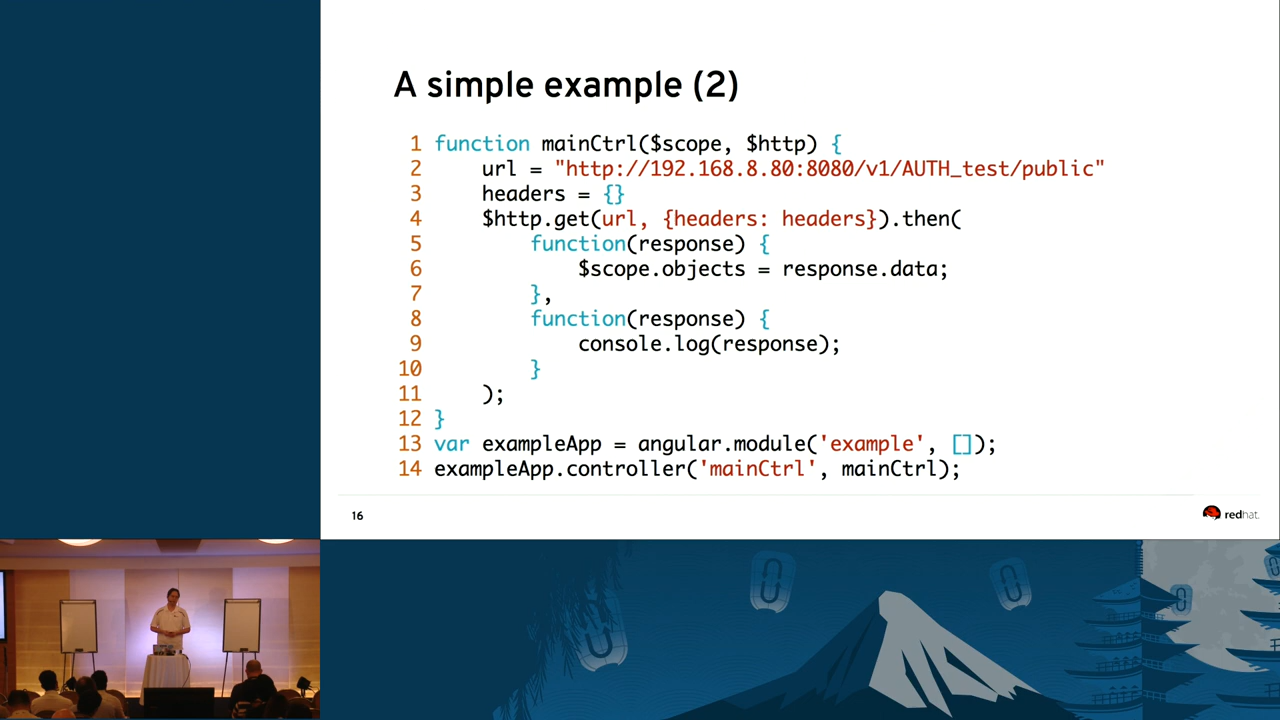 A simple example (2)
1 function mainCtrl($scope, $http) {
2 url = "http://192.168.8.80:8080/v1/AUTH_test/public"
3 headers = {}
4 $http.get(url, {headers: headers}).then(
5 function(response) {
6 $scope.objects = response.data;
7 },
8 function(response) {
9 console.log(response);
10 }
11 );
12 }
13 var exampleApp = angular.module('example', []);
14 exampleApp.controller('mainCtrl', mainCtrl);
16
redhat.